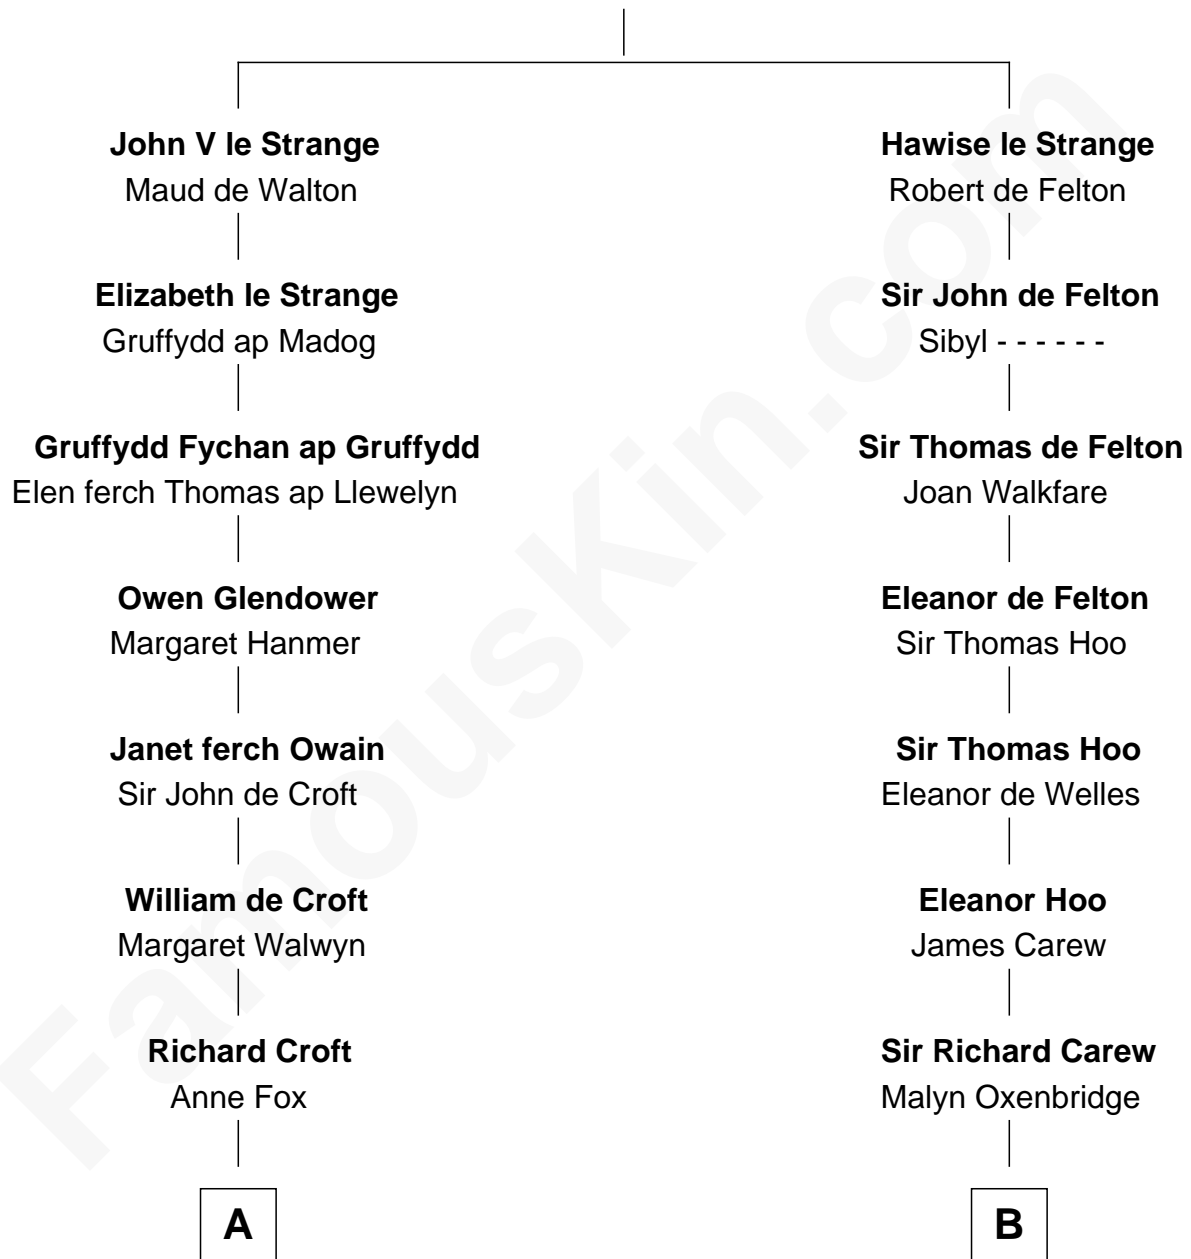 John V le Strange
Maud de Walton
Elizabeth le Strange
Gruffydd ap Madog
Gruffydd Fychan ap Gruffydd
Elen ferch Thomas ap Llewelyn
Owen Glendower
Margaret Hanmer
Janet ferch Owain
Sir John de Croft
William de Croft
Margaret Walwyn
Richard Croft
Anne Fox
A
Hawise le Strange
Robert de Felton
Sir John de Felton
Sibyl - - - - - -
Sir Thomas de Felton
Joan Walkfare
Eleanor de Felton
Sir Thomas Hoo
Sir Thomas Hoo
Eleanor de Welles
Eleanor Hoo
James Carew
Sir Richard Carew
Malyn Oxenbridge
B
FamousKin.com